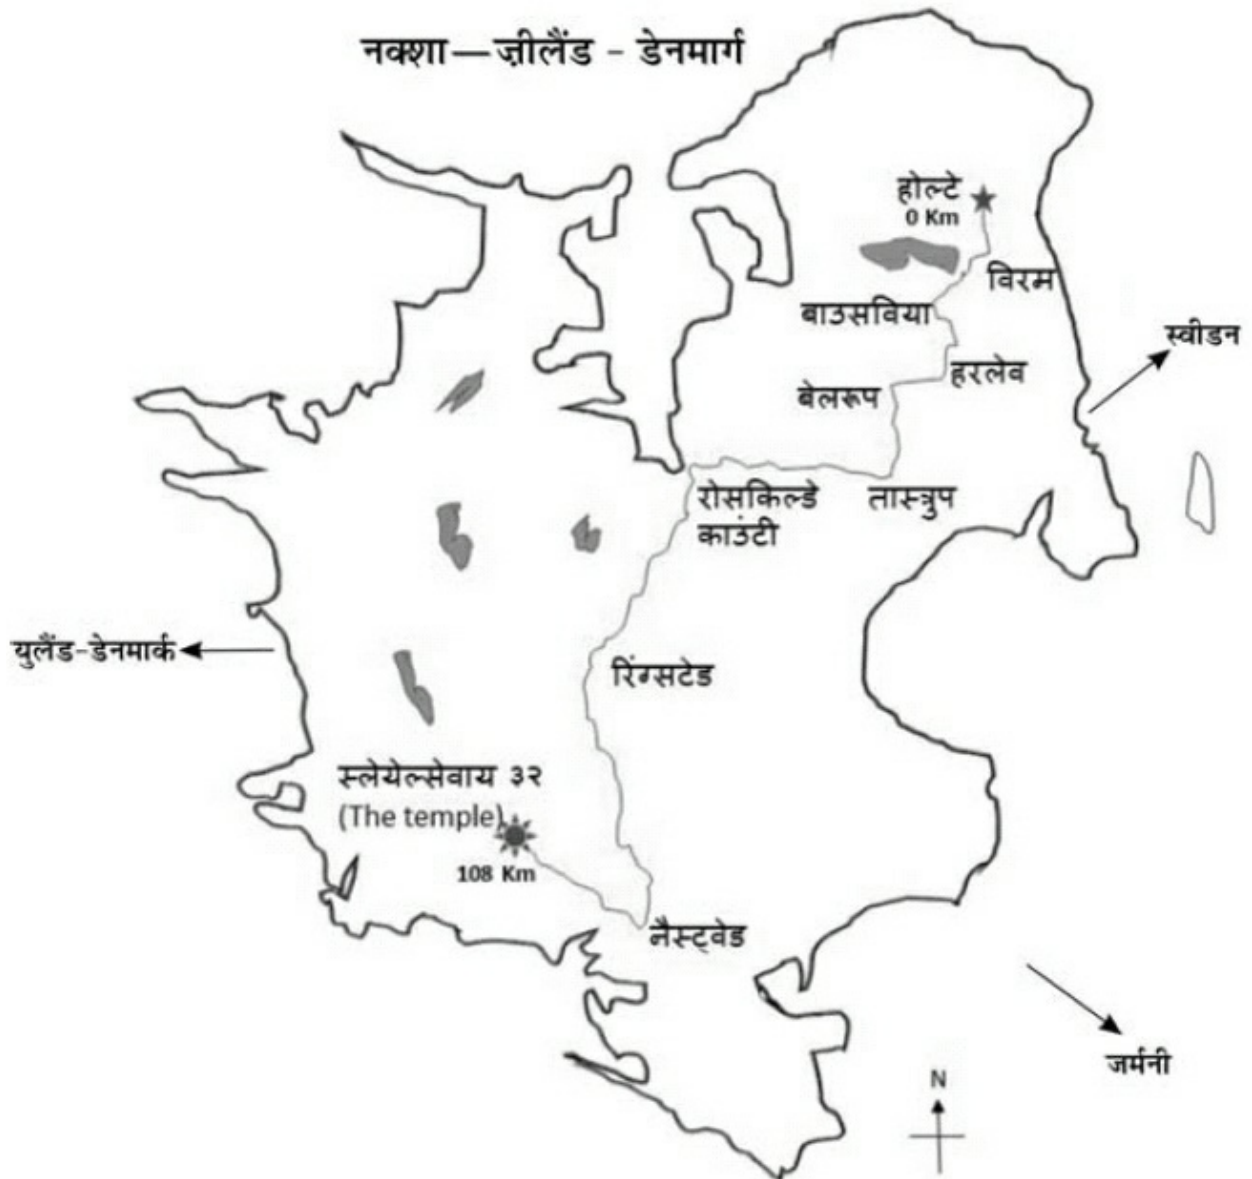 नक्शा—ज़ीलैंड - डेनमार्ग
होल्टे
0 Km
विरम
बाउसविया
स्वीडन
हरलेव
बेलरूप
रोसकिल्डे
काउंटी
तास्त्रुप
युलैंड-डेनमार्क
रिंग्सटेड
स्लेयेल्सेवाय ३२
(The temple)
108 Km
नैस्ट्वेड
जर्मनी
N